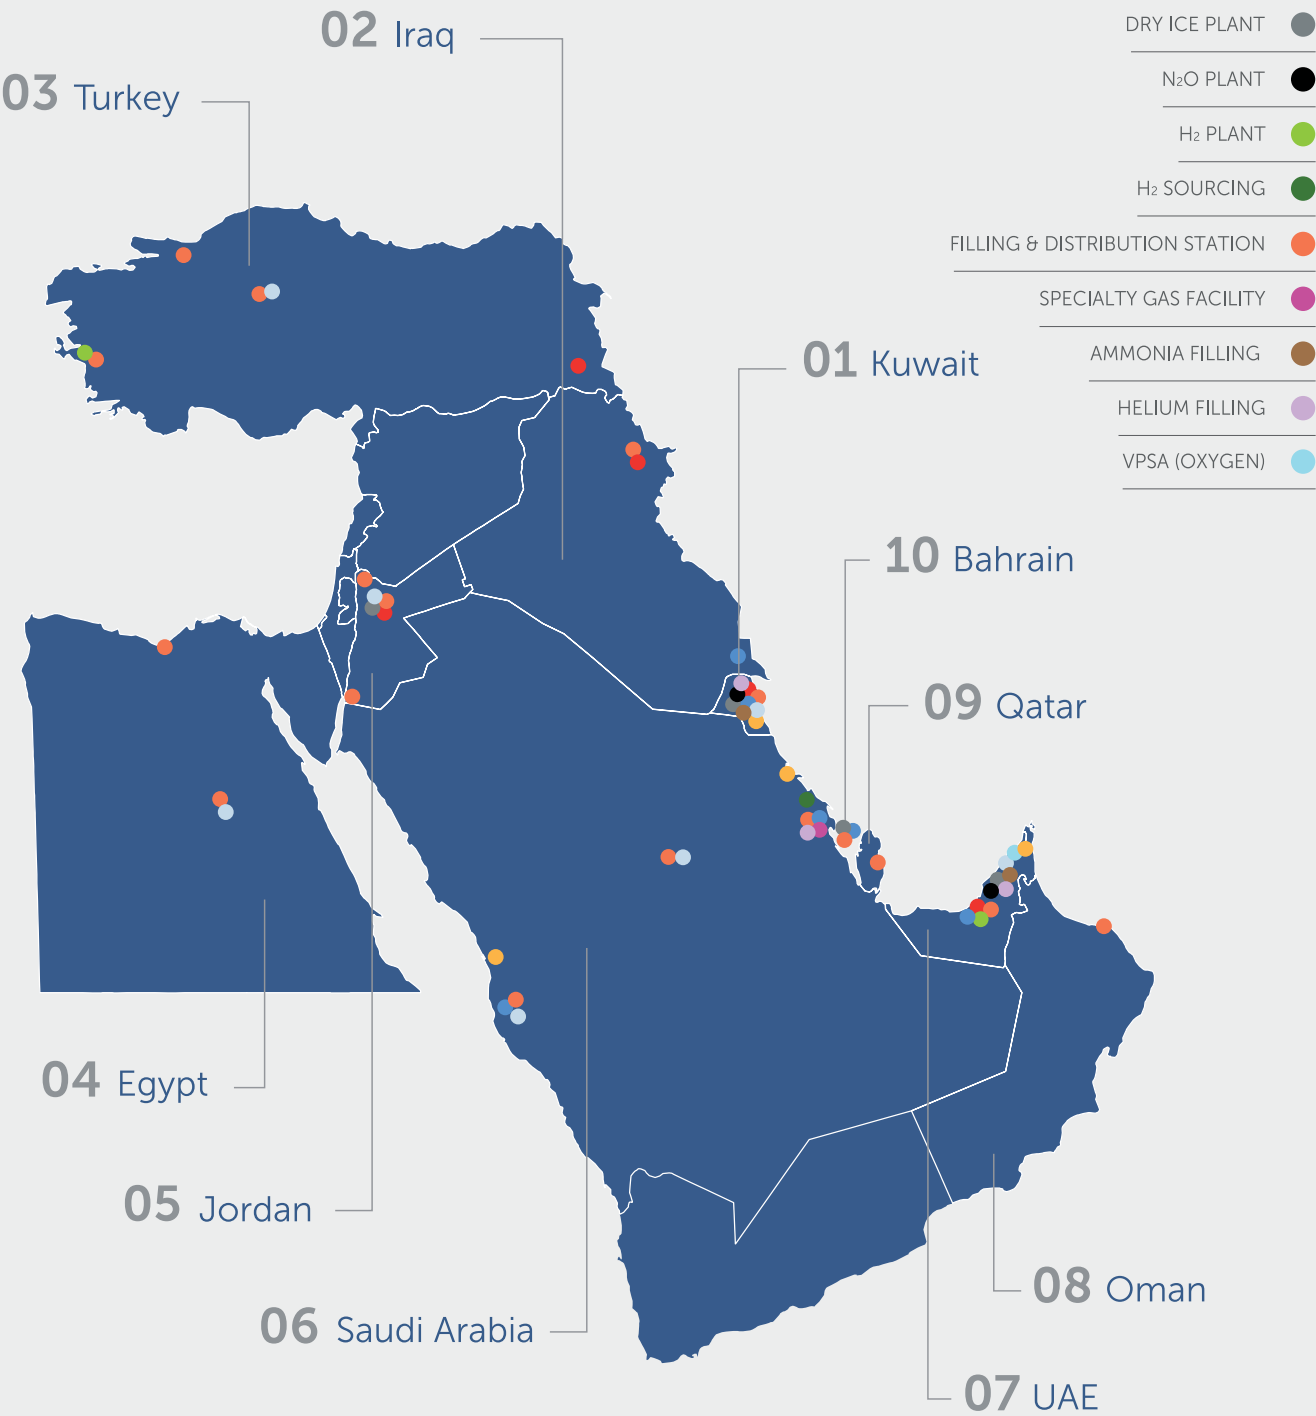 02 Iraq
03 Turkey
DRY ICE PLANT
N₂O PLANT
H₂ PLANT
H₂ SOURCING
FILLING & DISTRIBUTION STATION
SPECIALTY GAS FACILITY
AMMONIA FILLING
HELIUM FILLING
VPSA (OXYGEN)
01 Kuwait
10 Bahrain
09 Qatar
04 Egypt
05 Jordan
06 Saudi Arabia
08 Oman
07 UAE